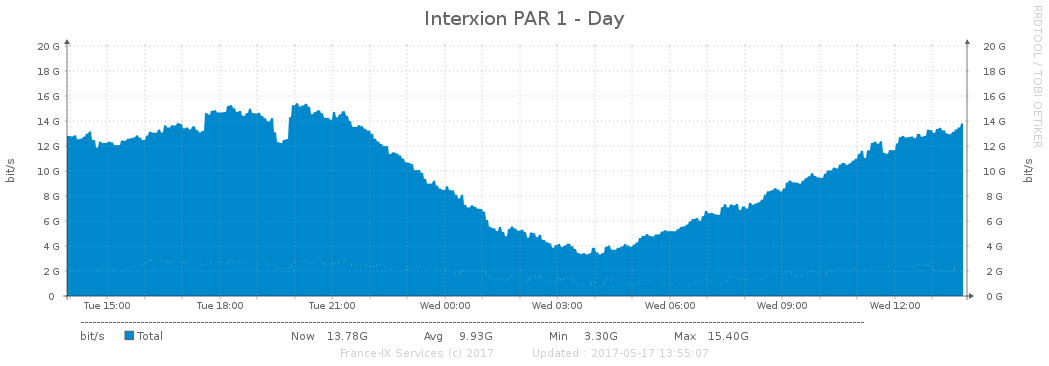 Interxion PAR 1 - Day
RRDTOOL / TOBI OETIKER
20 G 20 G
18 G 18 G
16 G 16 G
14 G 14 G
12 G 12 G
10 G 10 G
8 G 8 G
6 G 6 G
4 G 4 G
2 G 2 G
0 0 G
bit/s
bit/s
Tue 15:00 Tue 18:00 Tue 21:00 Wed 00:00 Wed 03:00 Wed 06:00 Wed 09:00 Wed 12:00
bit/s Total Now 13.78G Avg 9.93G Min 3.30G Max 15.40G
France-IX Services (c) 2017 Updated : 2017-05-17 13:55:07